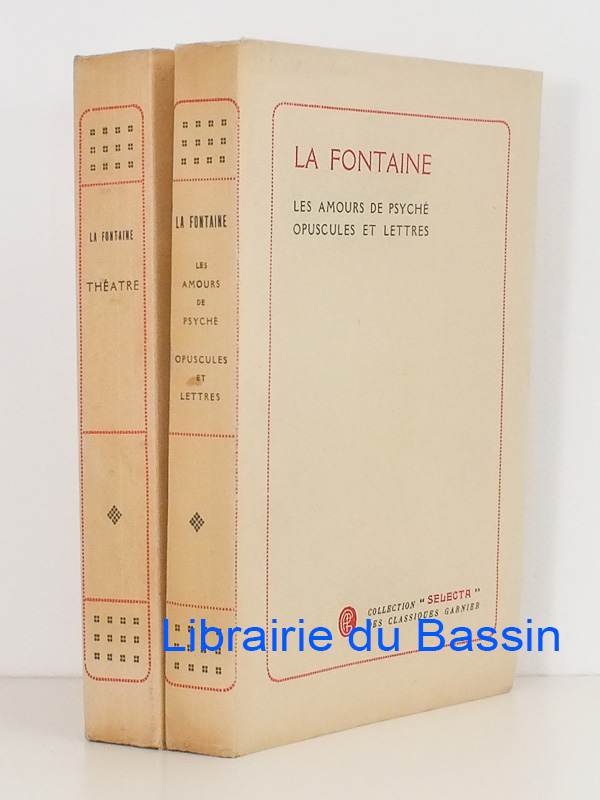 LA FONTAINE
THÉATRE
LA FONTAINE
LES
AMOURS
DE
PSYCHÉ
OPUSCULES
ET
LETTRES
LA FONTAINE
LES AMOURS DE PSYCHÉ
OPUSCULES ET LETTRES
COLLECTION "SELECTA"
DES CLASSIQUES GARNIER
Librairie du Bassin